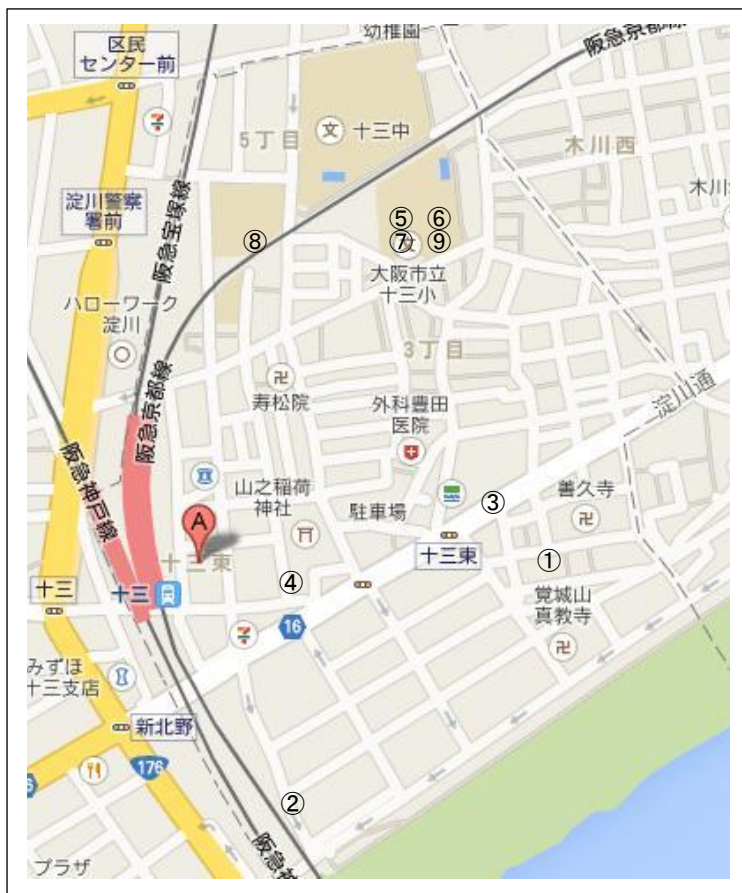 幼稚園
阪急京都線
区民
センター前
5丁目
十三中
木川西
淀川警察
署前
阪急宝塚線
⑤ ⑥
⑧
⑦ 文 ⑨
大阪市立
十三小
ハローワーク
淀川
3丁目
阪急京都線
寿松院
外科豊田
医院
淀川通
阪急神戸線
山之稲荷
神社
駐車場
③
善久寺
A
十三東
十三東
①
十三
十三
④
覚城山
真教寺
16
みずほ
十三支店
新北野
176
②
プラザ